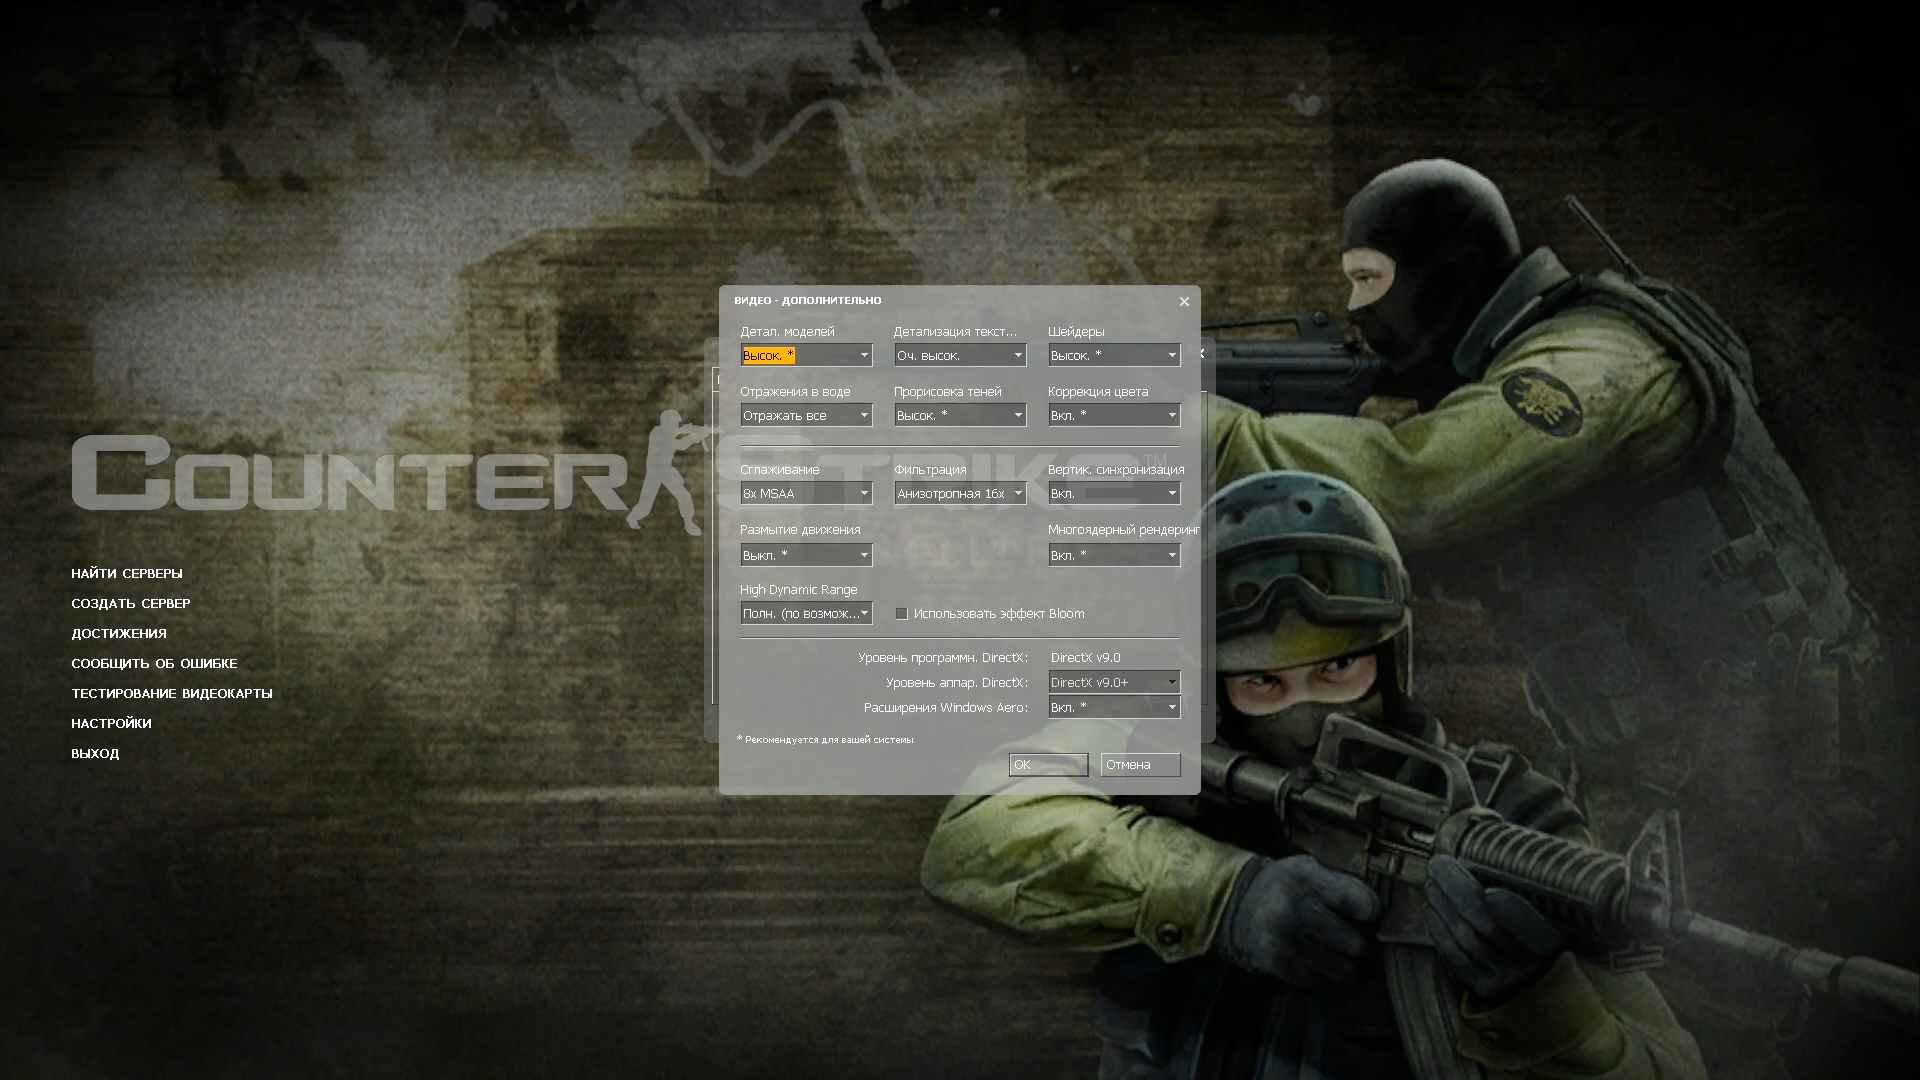 COUNTER STRIKE™
НАЙТИ СЕРВЕРЫ
СОЗДАТЬ СЕРВЕР
ДОСТИЖЕНИЯ
СООБЩИТЬ ОБ ОШИБКЕ
ТЕСТИРОВАНИЕ ВИДЕОКАРТЫ
НАСТРОЙКИ
ВЫХОД
ВИДЕО - ДОПОЛНИТЕЛЬНО
Детал. моделей Детализация текст... Шейдеры
Высок. * Оч. высок. Высок. *
Отражения в воде Прорисовка теней Коррекция цвета
Отражать все Высок. * Вкл. *
Сглаживание Фильтрация Вертик. синхронизация
8x MSAA Анизотропная 16x Вкл.
Размытие движения Многоядерный рендеринг
Выкл. * Вкл. *
High Dynamic Range
Полн. (по возмож... Использовать эффект Bloom
Уровень программн. DirectX: DirectX v9.0
Уровень аппар. DirectX: DirectX v9.0+
Расширения Windows Aero: Вкл. *
* Рекомендуется для вашей системы
OK Отмена